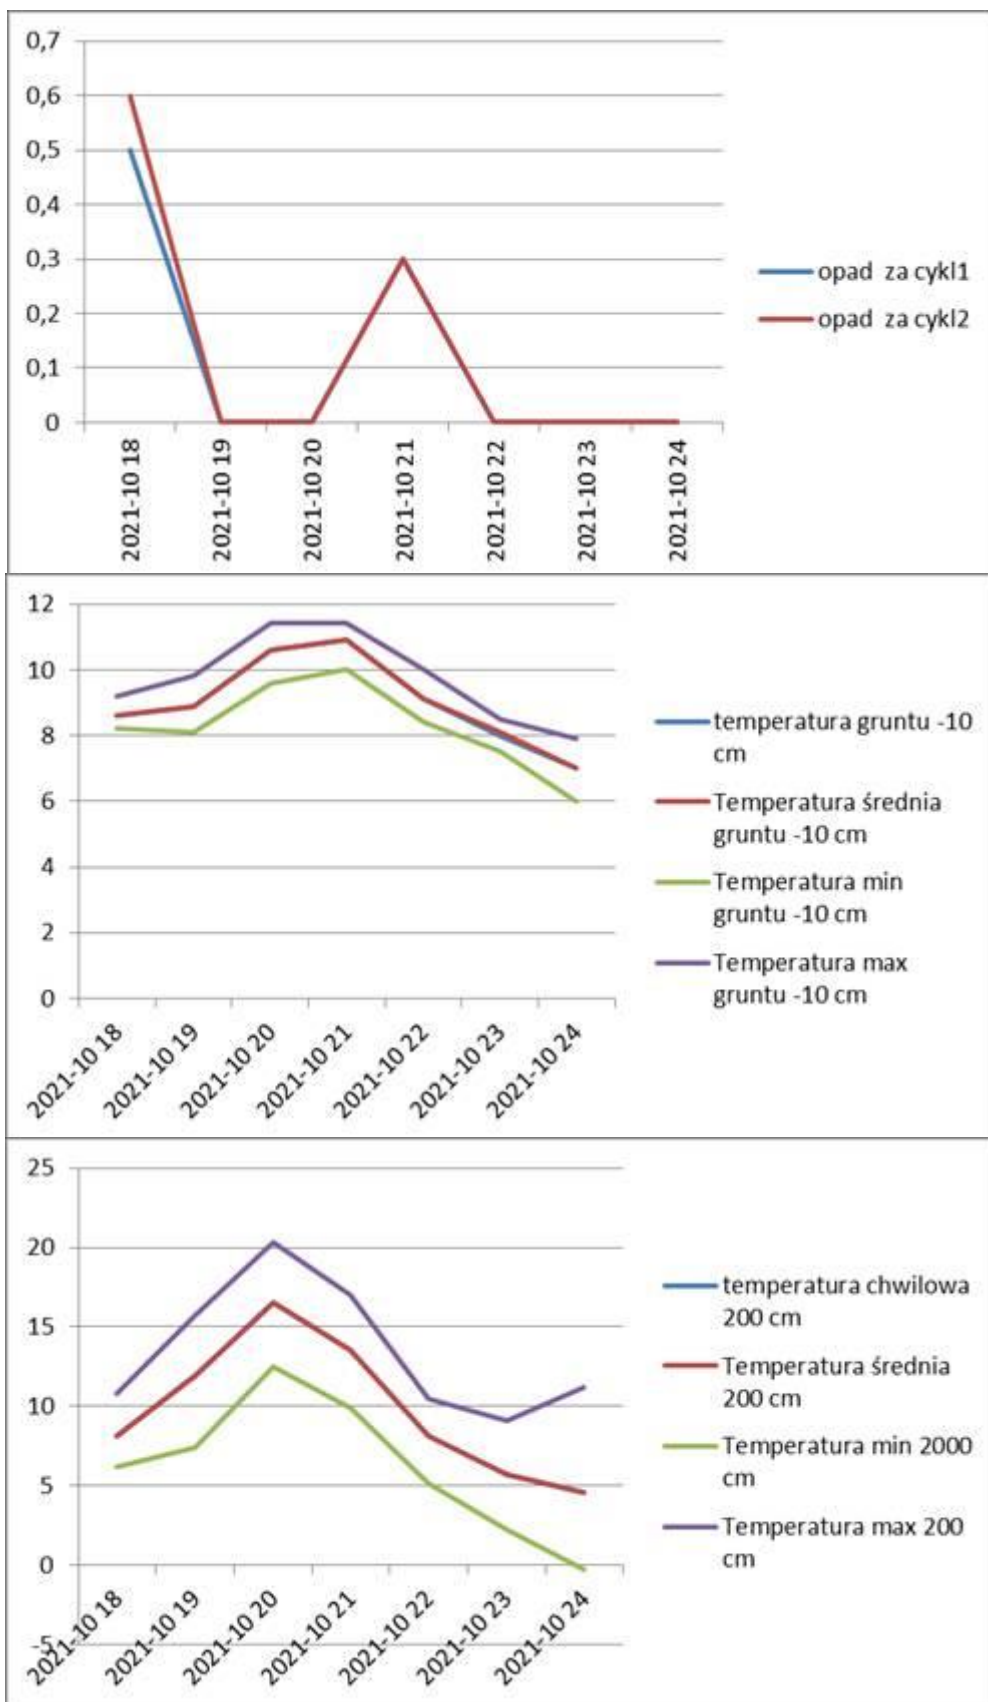 0,7
0,6
0,5
0,4
0,3
0,2
0,1
0
2021-10 18
2021-10 19
2021-10 20
2021-10 21
2021-10 22
2021-10 23
2021-10 24
opad za cykl1
opad za cykl2
12
10
8
6
4
2
0
2021-10 18
2021-10 19
2021-10 20
2021-10 21
2021-10 22
2021-10 23
2021-10 24
temperatura gruntu -10
cm
Temperatura średnia
gruntu -10 cm
Temperatura min
gruntu -10 cm
Temperatura max
gruntu -10 cm
25
20
15
10
5
0
-5
2021-10 18
2021-10 19
2021-10 20
2021-10 21
2021-10 22
2021-10 23
2021-10 24
temperatura chwilowa
200 cm
Temperatura średnia
200 cm
Temperatura min 2000
cm
Temperatura max 200
cm